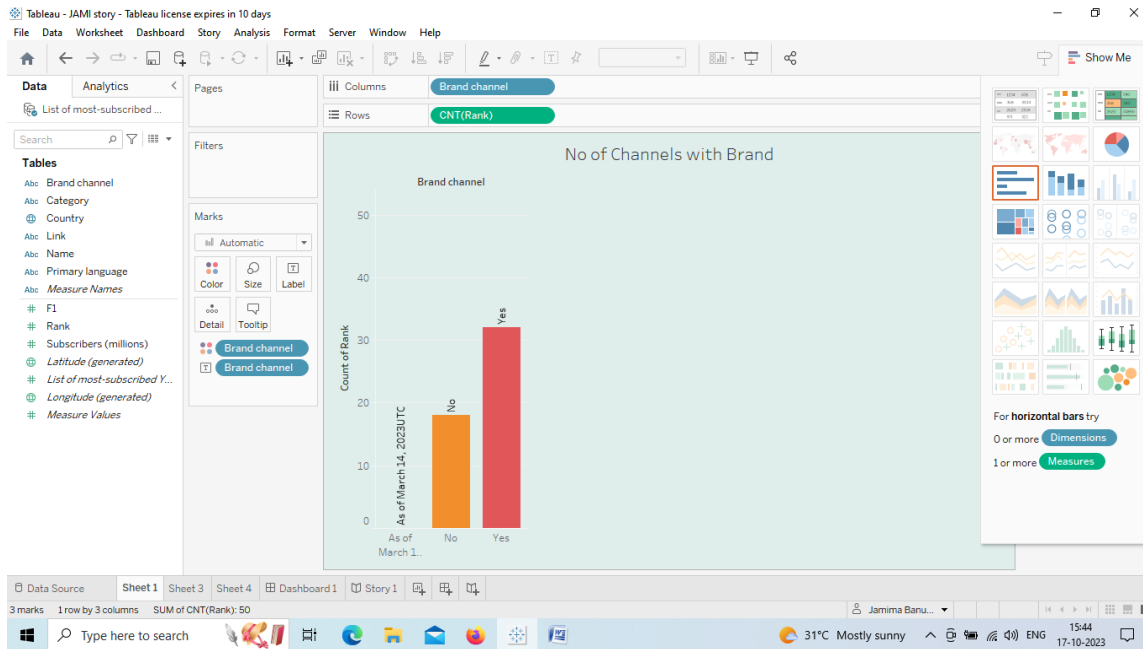 Tableau - JAMI story - Tableau license expires in 10 days
File Data Worksheet Dashboard Story Analysis Format Server Window Help
Show Me
Data Analytics
List of most-subscribed ...
Search
Tables
Abc Brand channel
Abc Category
Country
Abc Link
Abc Name
Abc Primary language
Abc Measure Names
# F1
# Rank
# Subscribers (millions)
Latitude (generated)
# List of most-subscribed Y...
Longitude (generated)
# Measure Values
Pages
Filters
Marks
Automatic
Color Size Label
Detail Tooltip
Brand channel
Brand channel
Columns Brand channel
Rows CNT(Rank)
No of Channels with Brand
Brand channel
Count of Rank
50
40
30
20
10
0
As of March 14, 2023UTC
No
Yes
As of
March 1..
No
Yes
For horizontal bars try
0 or more Dimensions
1 or more Measures
Data Source Sheet 1 Sheet 3 Sheet 4 Dashboard 1 Story 1
3 marks 1 row by 3 columns SUM of CNT(Rank): 50
Jamima Banu...
Type here to search
31°C Mostly sunny
ENG
15:44
17-10-2023